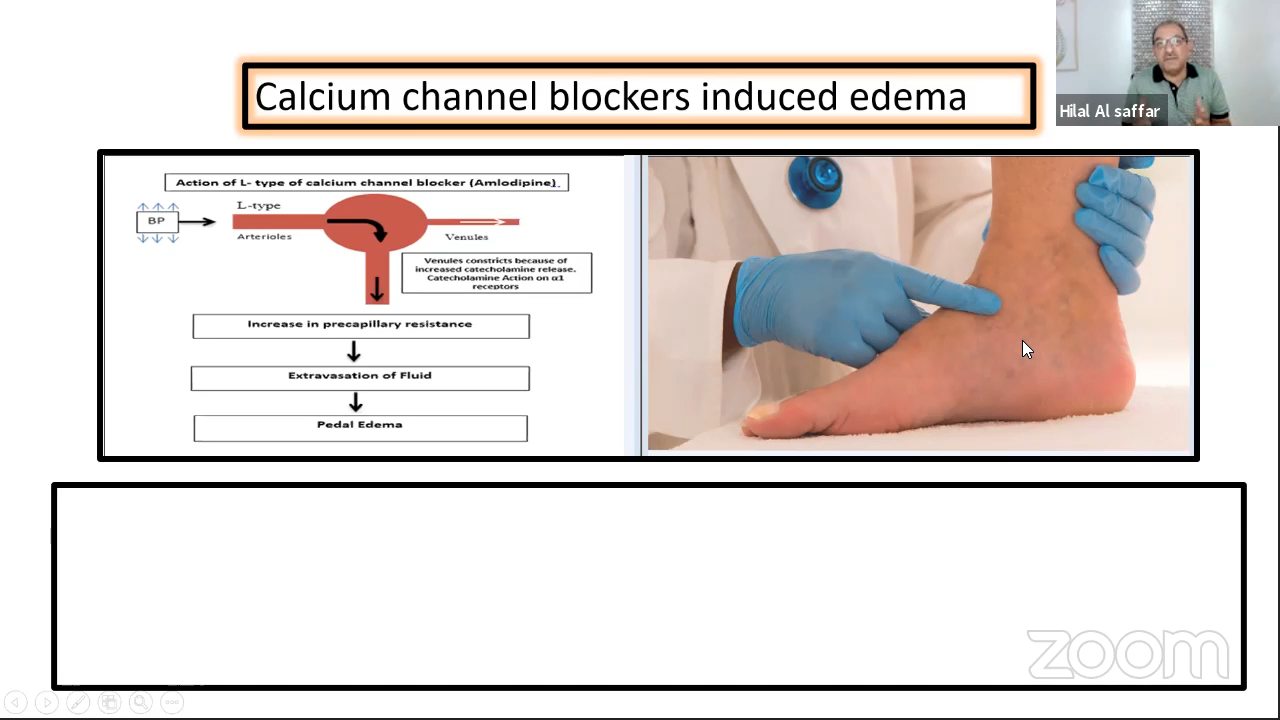 Calcium channel blockers induced edema
Hilal Al saffar
Action of L- type of calcium channel blocker (Amlodipine).
BP
L-type
Arterioles
Venules
Venules constricts because of
increased catecholamine release.
Catecholamine Action on α1
receptors
Increase in precapillary resistance
Extravasation of Fluid
Pedal Edema
zoom